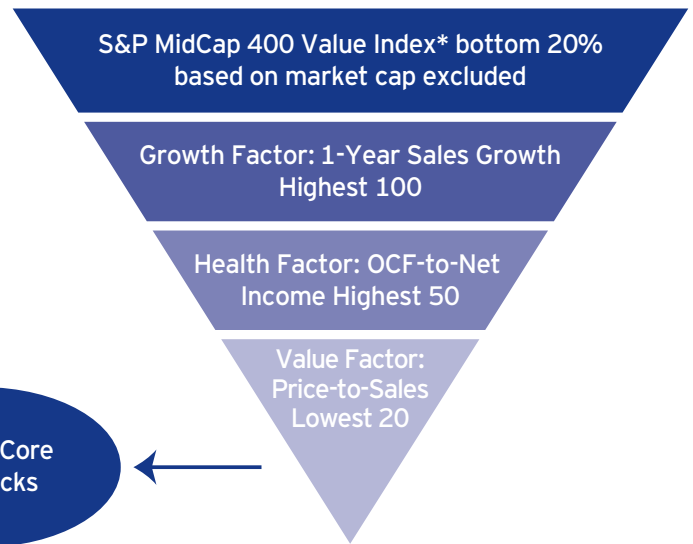 S&P MidCap 400 Value Index* bottom 20%
based on market cap excluded
Growth Factor: 1-Year Sales Growth
Highest 100
Health Factor: OCF-to-Net
Income Highest 50
Value Factor:
Price-to-Sales
Lowest 20
Core
cks